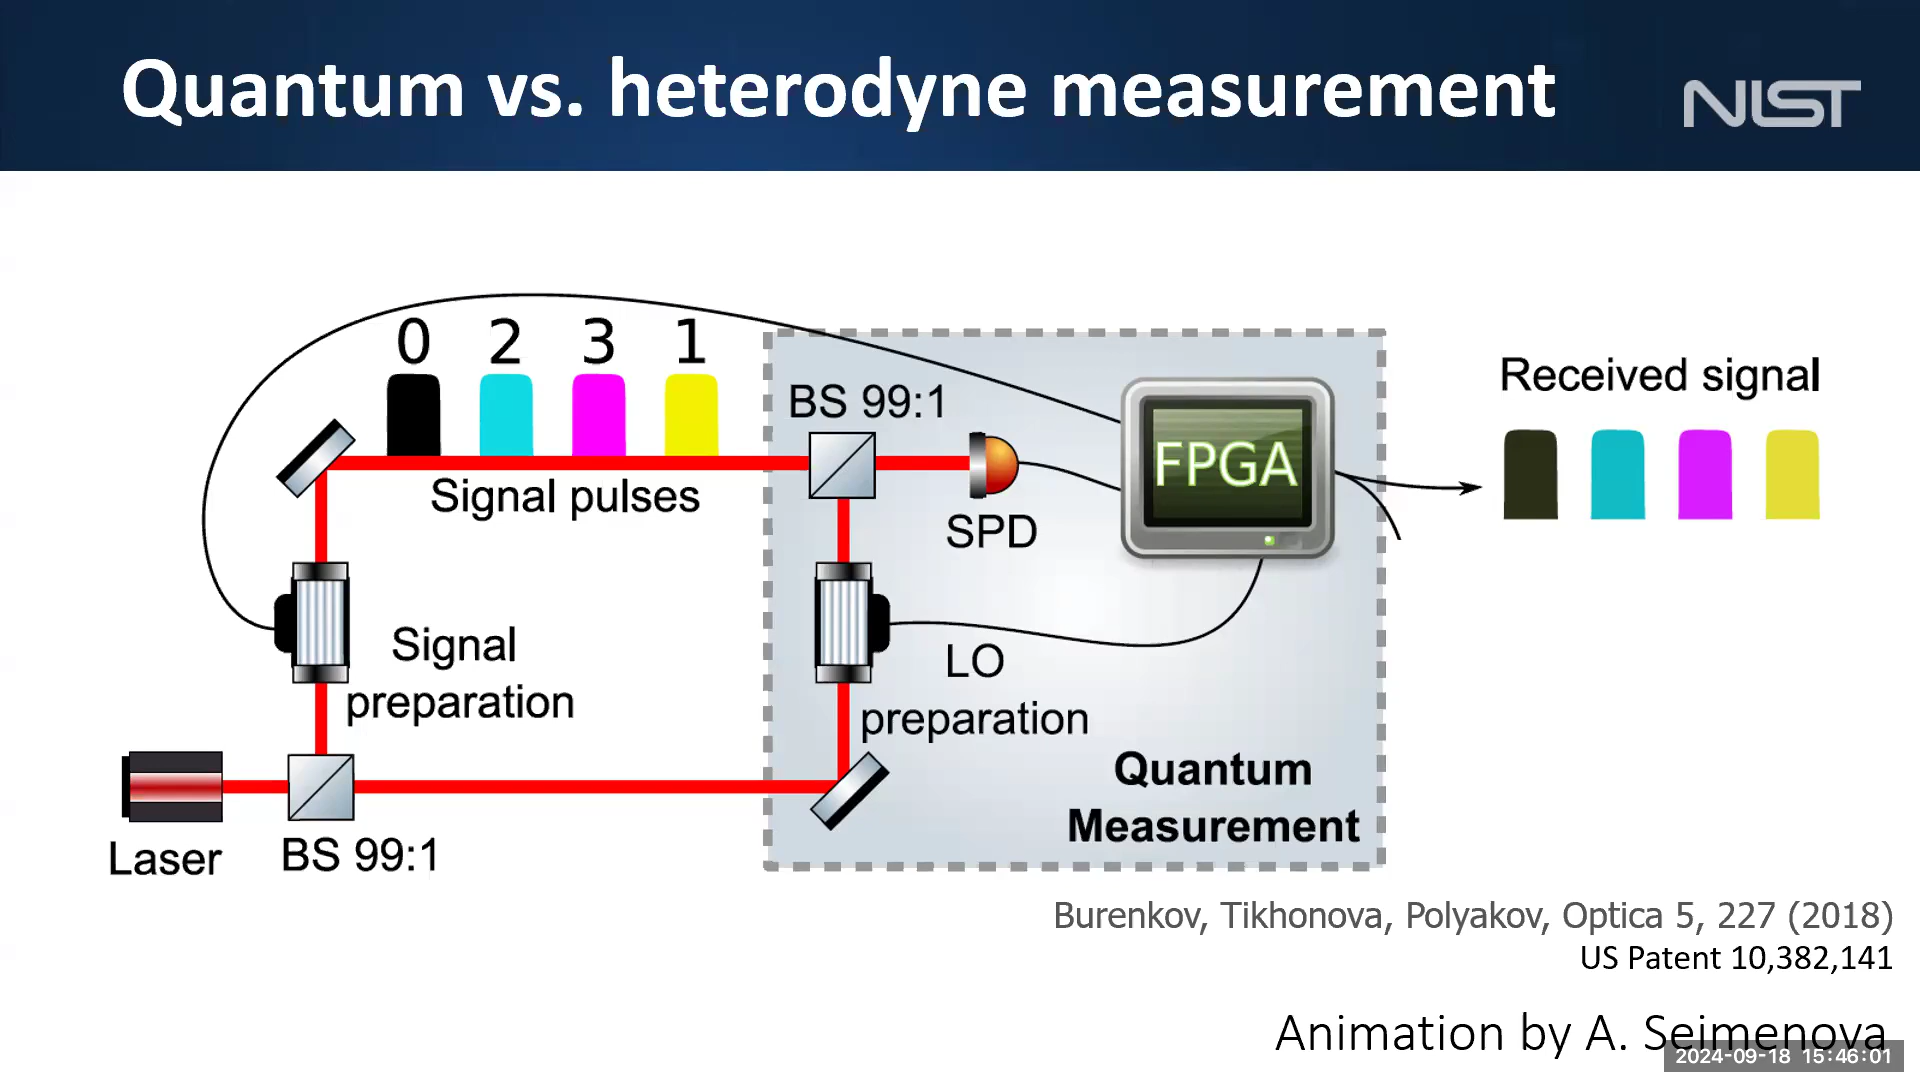 Quantum vs. heterodyne measurement
NIST
0 2 3 1
BS 99:1
Received signal
FPGA
Signal pulses
SPD
Signal
preparation
LO
preparation
Quantum
Measurement
Laser
BS 99:1
Burenkov, Tikhonova, Polyakov, Optica 5, 227 (2018)
US Patent 10,382,141
Animation by A. Seimenova
2024-09-18 15:46:01